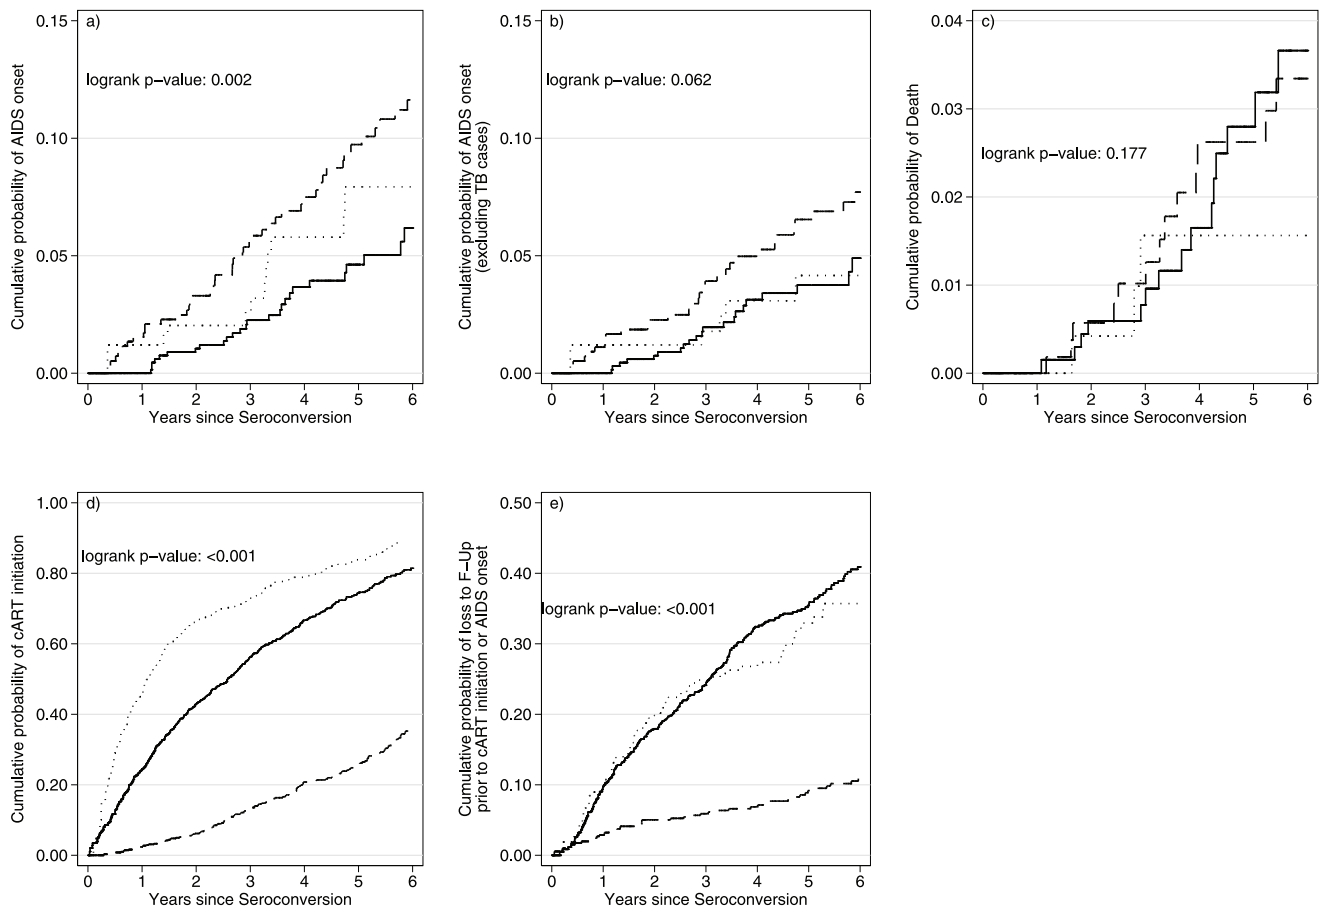 a)
logrank p−value: 0.002
Cumulative probability of AIDS onset
0.15
0.10
0.05
0.00
0 1 2 3 4 5 6
Years since Seroconversion
b)
logrank p−value: 0.062
Cumulative probability of AIDS onset
(excluding TB cases)
0.15
0.10
0.05
0.00
0 1 2 3 4 5 6
Years since Seroconversion
c)
logrank p−value: 0.177
Cumulative probability of Death
0.04
0.03
0.02
0.01
0.00
0 1 2 3 4 5 6
Years since Seroconversion
d)
logrank p−value: <0.001
Cumulative probability of cART initiation
1.00
0.80
0.60
0.40
0.20
0.00
0 1 2 3 4 5 6
Years since Seroconversion
e)
logrank p−value: <0.001
Cumulative probability of loss to F−Up
prior to cART initiation or AIDS onset
0.50
0.40
0.30
0.20
0.10
0.00
0 1 2 3 4 5 6
Years since Seroconversion